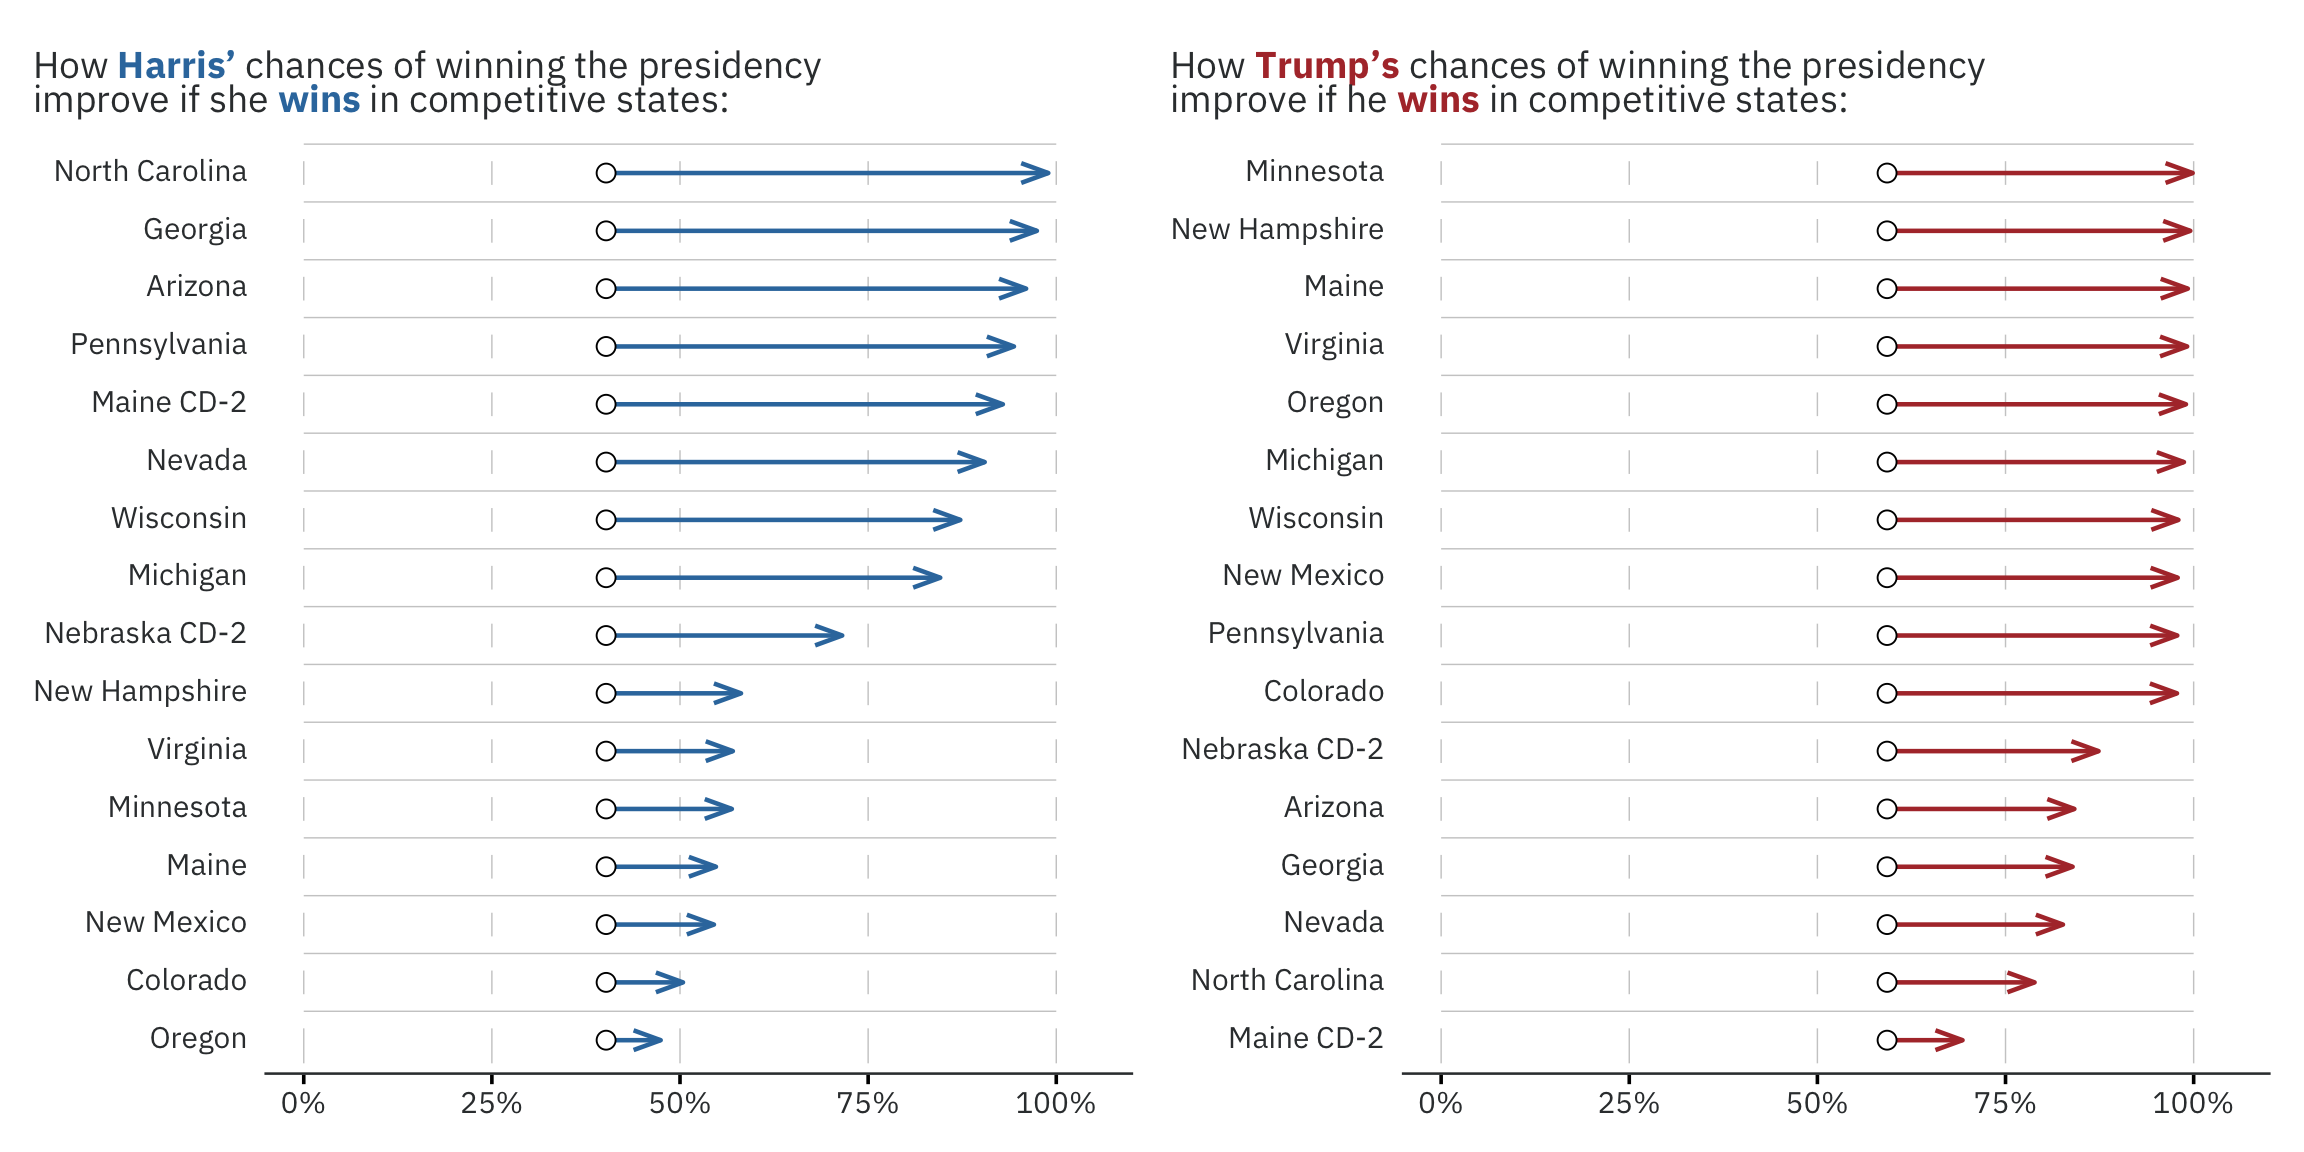 How Harris’ chances of winning the presidency
improve if she wins in competitive states:
North Carolina
Georgia
Arizona
Pennsylvania
Maine CD-2
Nevada
Wisconsin
Michigan
Nebraska CD-2
New Hampshire
Virginia
Minnesota
Maine
New Mexico
Colorado
Oregon
0% 25% 50% 75% 100%
How Trump’s chances of winning the presidency
improve if he wins in competitive states:
Minnesota
New Hampshire
Maine
Virginia
Oregon
Michigan
Wisconsin
New Mexico
Pennsylvania
Colorado
Nebraska CD-2
Arizona
Georgia
Nevada
North Carolina
Maine CD-2
0% 25% 50% 75% 100%